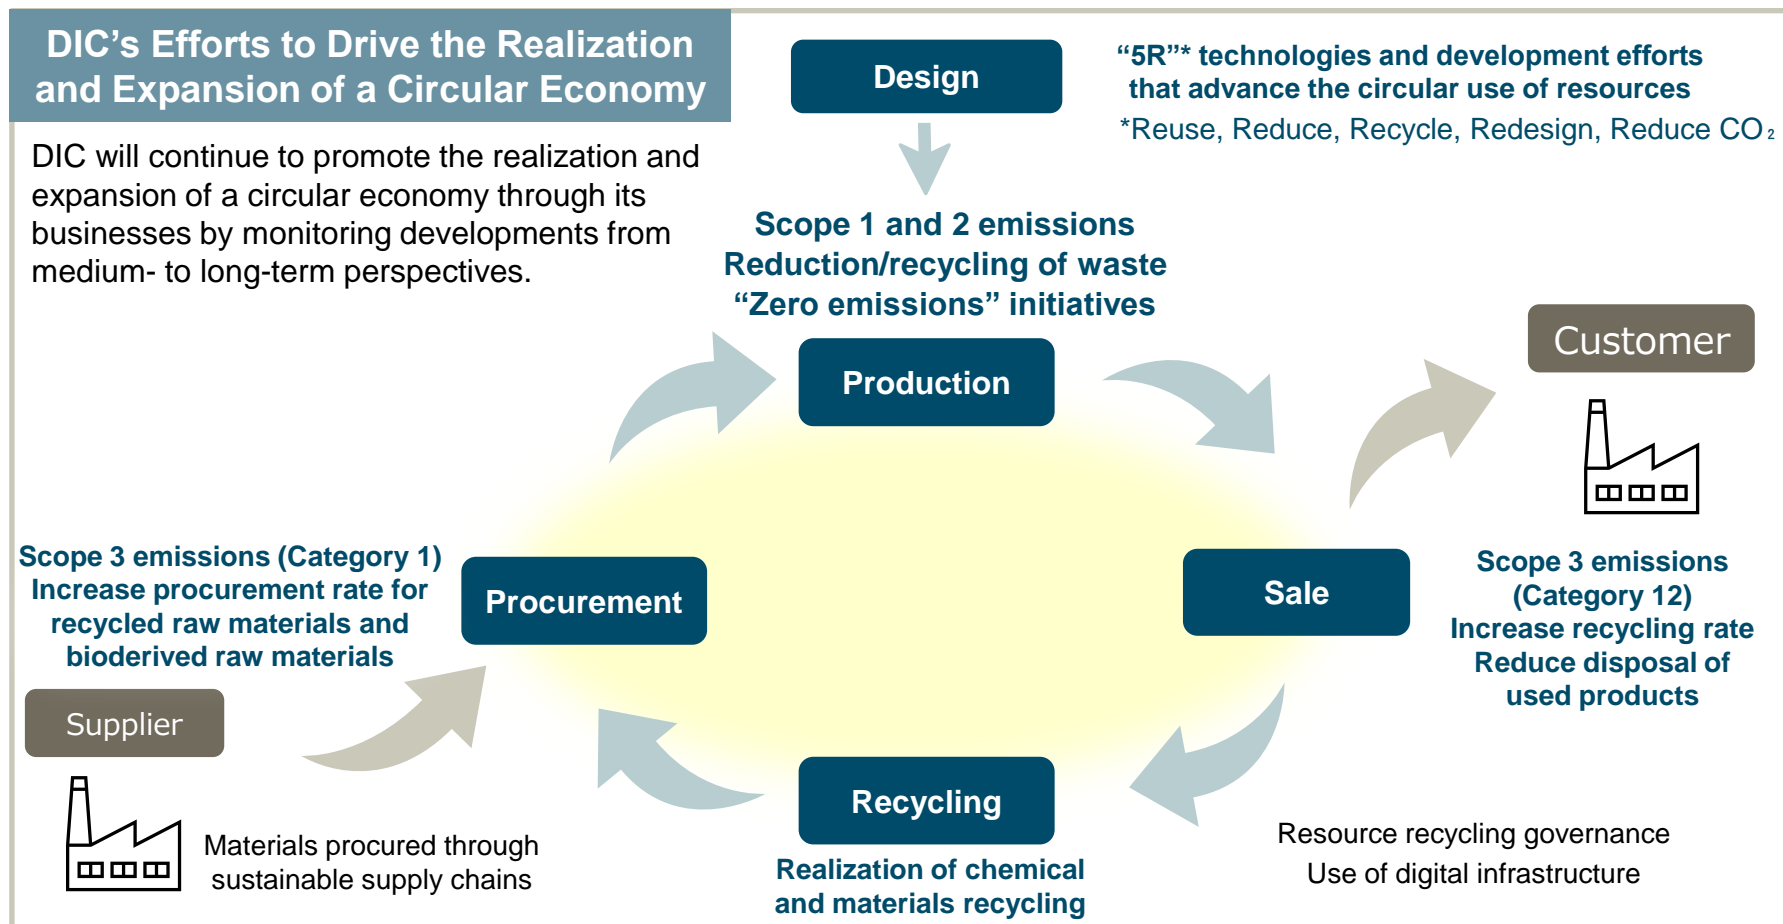 DIC’s Efforts to Drive the Realization
and Expansion of a Circular Economy
DIC will continue to promote the realization and
expansion of a circular economy through its
businesses by monitoring developments from
medium- to long-term perspectives.
Design
“5R”* technologies and development efforts
that advance the circular use of resources
*Reuse, Reduce, Recycle, Redesign, Reduce CO₂
Scope 1 and 2 emissions
Reduction/recycling of waste
“Zero emissions” initiatives
Production
Customer
Scope 3 emissions (Category 1)
Increase procurement rate for
recycled raw materials and
bioderived raw materials
Procurement
Sale
Scope 3 emissions
(Category 12)
Increase recycling rate
Reduce disposal of
used products
Supplier
Materials procured through
sustainable supply chains
Recycling
Realization of chemical
and materials recycling
Resource recycling governance
Use of digital infrastructure